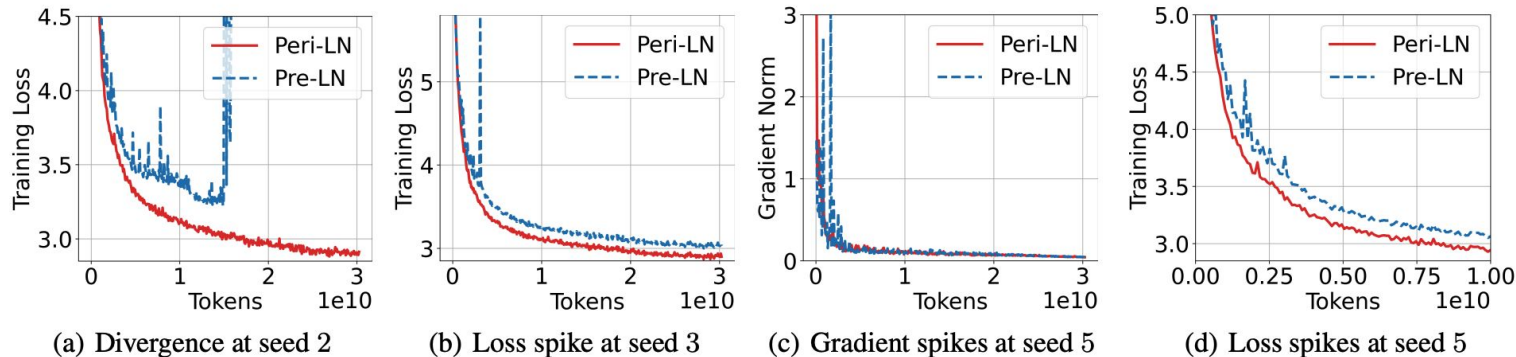 4.5
4.0
3.5
3.0
Training Loss
Peri-LN
Pre-LN
0
1
2
3
Tokens
1e10
(a) Divergence at seed 2
5
4
3
Training Loss
Peri-LN
Pre-LN
0
1
2
3
Tokens
1e10
(b) Loss spike at seed 3
3
2
1
0
Gradient Norm
Peri-LN
Pre-LN
0
1
2
3
Tokens
1e10
(c) Gradient spikes at seed 5
5.0
4.5
4.0
3.5
3.0
Training Loss
Peri-LN
Pre-LN
0.00
0.25
0.50
0.75
1.00
Tokens
1e10
(d) Loss spikes at seed 5